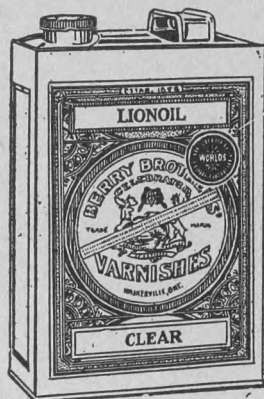 LIONOIL
WORLDS
BERRY BROTHERS'
CELEBRATED
TRADE MARK
VARNISHES
WALKERVILLE, ONT.
CLEAR